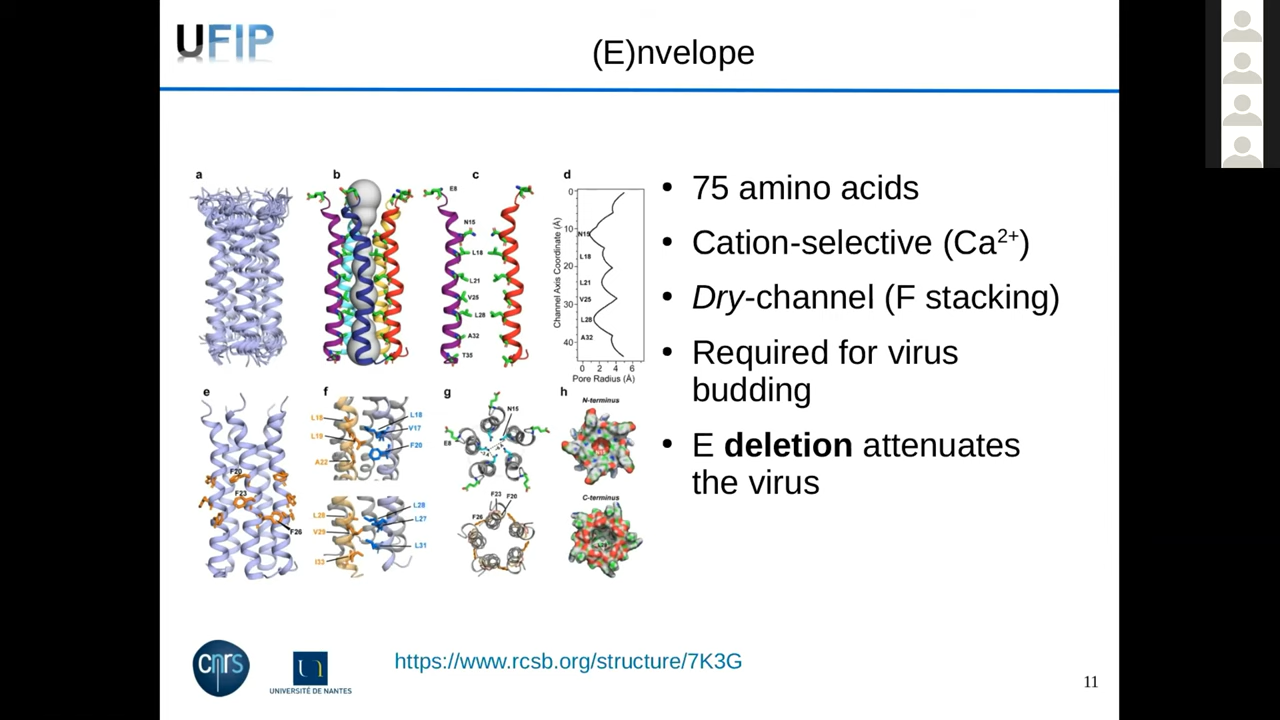 UFIP
(E)nvelope
a
b
c
d
E8
N15
L18
L21
V25
L28
A32
T35
0
10
20
30
40
N15
L18
L21
V25
L28
A32
Channel Axis Coordinate (Å)
0 2 4 6
Pore Radius (Å)
e
f
g
h
F20
F23
F26
L18
L19
A22
L18
V17
F20
L28
V29
I33
L28
L27
L31
N15
E8
F23
F20
F26
N-terminus
C-terminus
• 75 amino acids
• Cation-selective (Ca2+)
• Dry-channel (F stacking)
• Required for virus
budding
• E deletion attenuates
the virus
cnrs
UNIVERSITÉ DE NANTES
https://www.rcsb.org/structure/7K3G
11